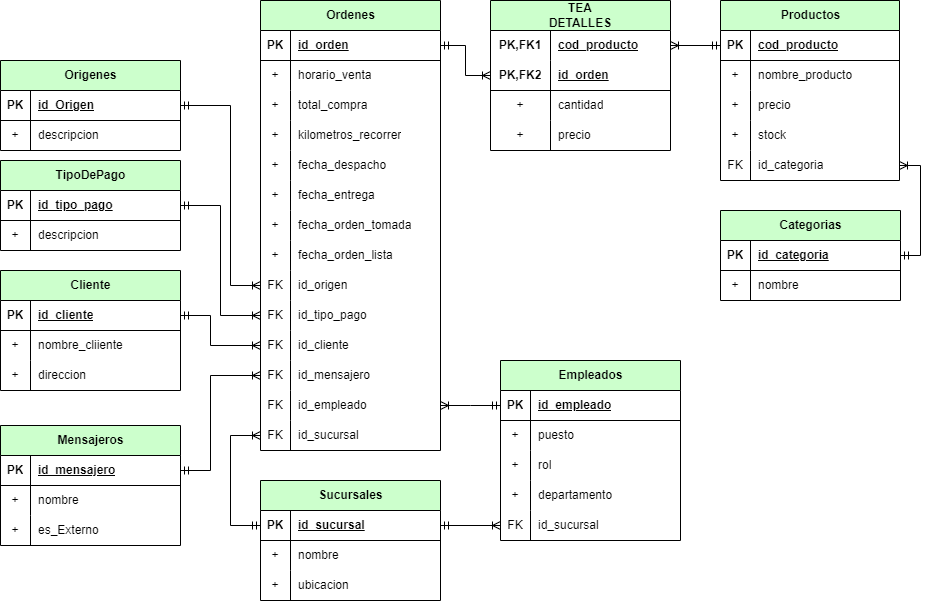 Ordenes
PK id_orden
+ horario_venta
+ total_compra
+ kilometros_recorrer
+ fecha_despacho
+ fecha_entrega
+ fecha_orden_tomada
+ fecha_orden_lista
FK id_origen
FK id_tipo_pago
FK id_cliente
FK id_mensajero
FK id_empleado
FK id_sucursal
TEA
DETALLES
PK,FK1 cod_producto
PK,FK2 id_orden
+ cantidad
+ precio
Productos
PK cod_producto
+ nombre_producto
+ precio
+ stock
FK id_categoria
Origenes
PK id_Origen
+ descripcion
TipoDePago
PK id_tipo_pago
+ descripcion
Categorias
PK id_categoria
+ nombre
Cliente
PK id_cliente
+ nombre_cliiente
+ direccion
Empleados
PK id_empleado
+ puesto
+ rol
+ departamento
FK id_sucursal
Mensajeros
PK id_mensajero
+ nombre
+ es_Externo
Sucursales
PK id_sucursal
+ nombre
+ ubicacion